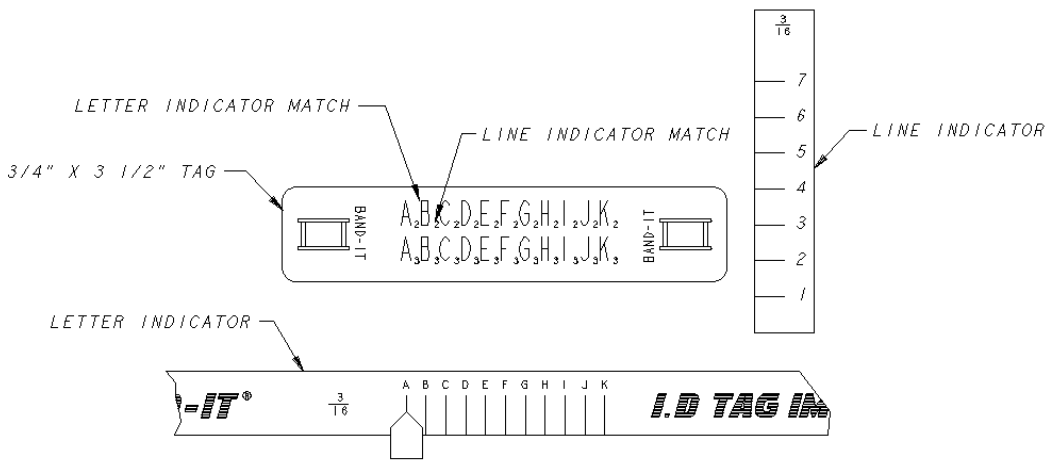 3/16
7
LETTER INDICATOR MATCH
6
LINE INDICATOR MATCH
LINE INDICATOR
5
3/4" X 3 1/2" TAG
4
BAND-IT
A₂B₂C₂D₂E₂F₂G₂H₂I₂J₂K₂
A₃B₃C₃D₃E₃F₃G₃H₃I₃J₃K₃
BAND-IT
3
2
1
LETTER INDICATOR
-IT®
3/16
A B C D E F G H I J K
I.D TAG IM